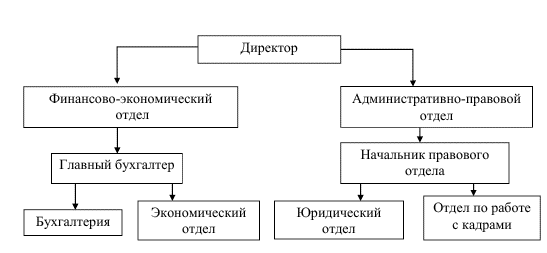 Директор
Финансово-экономический
отдел
Административно-правовой
отдел
Главный бухгалтер
Начальник правового
отдела
Бухгалтерия
Экономический
отдел
Юридический
отдел
Отдел по работе
с кадрами